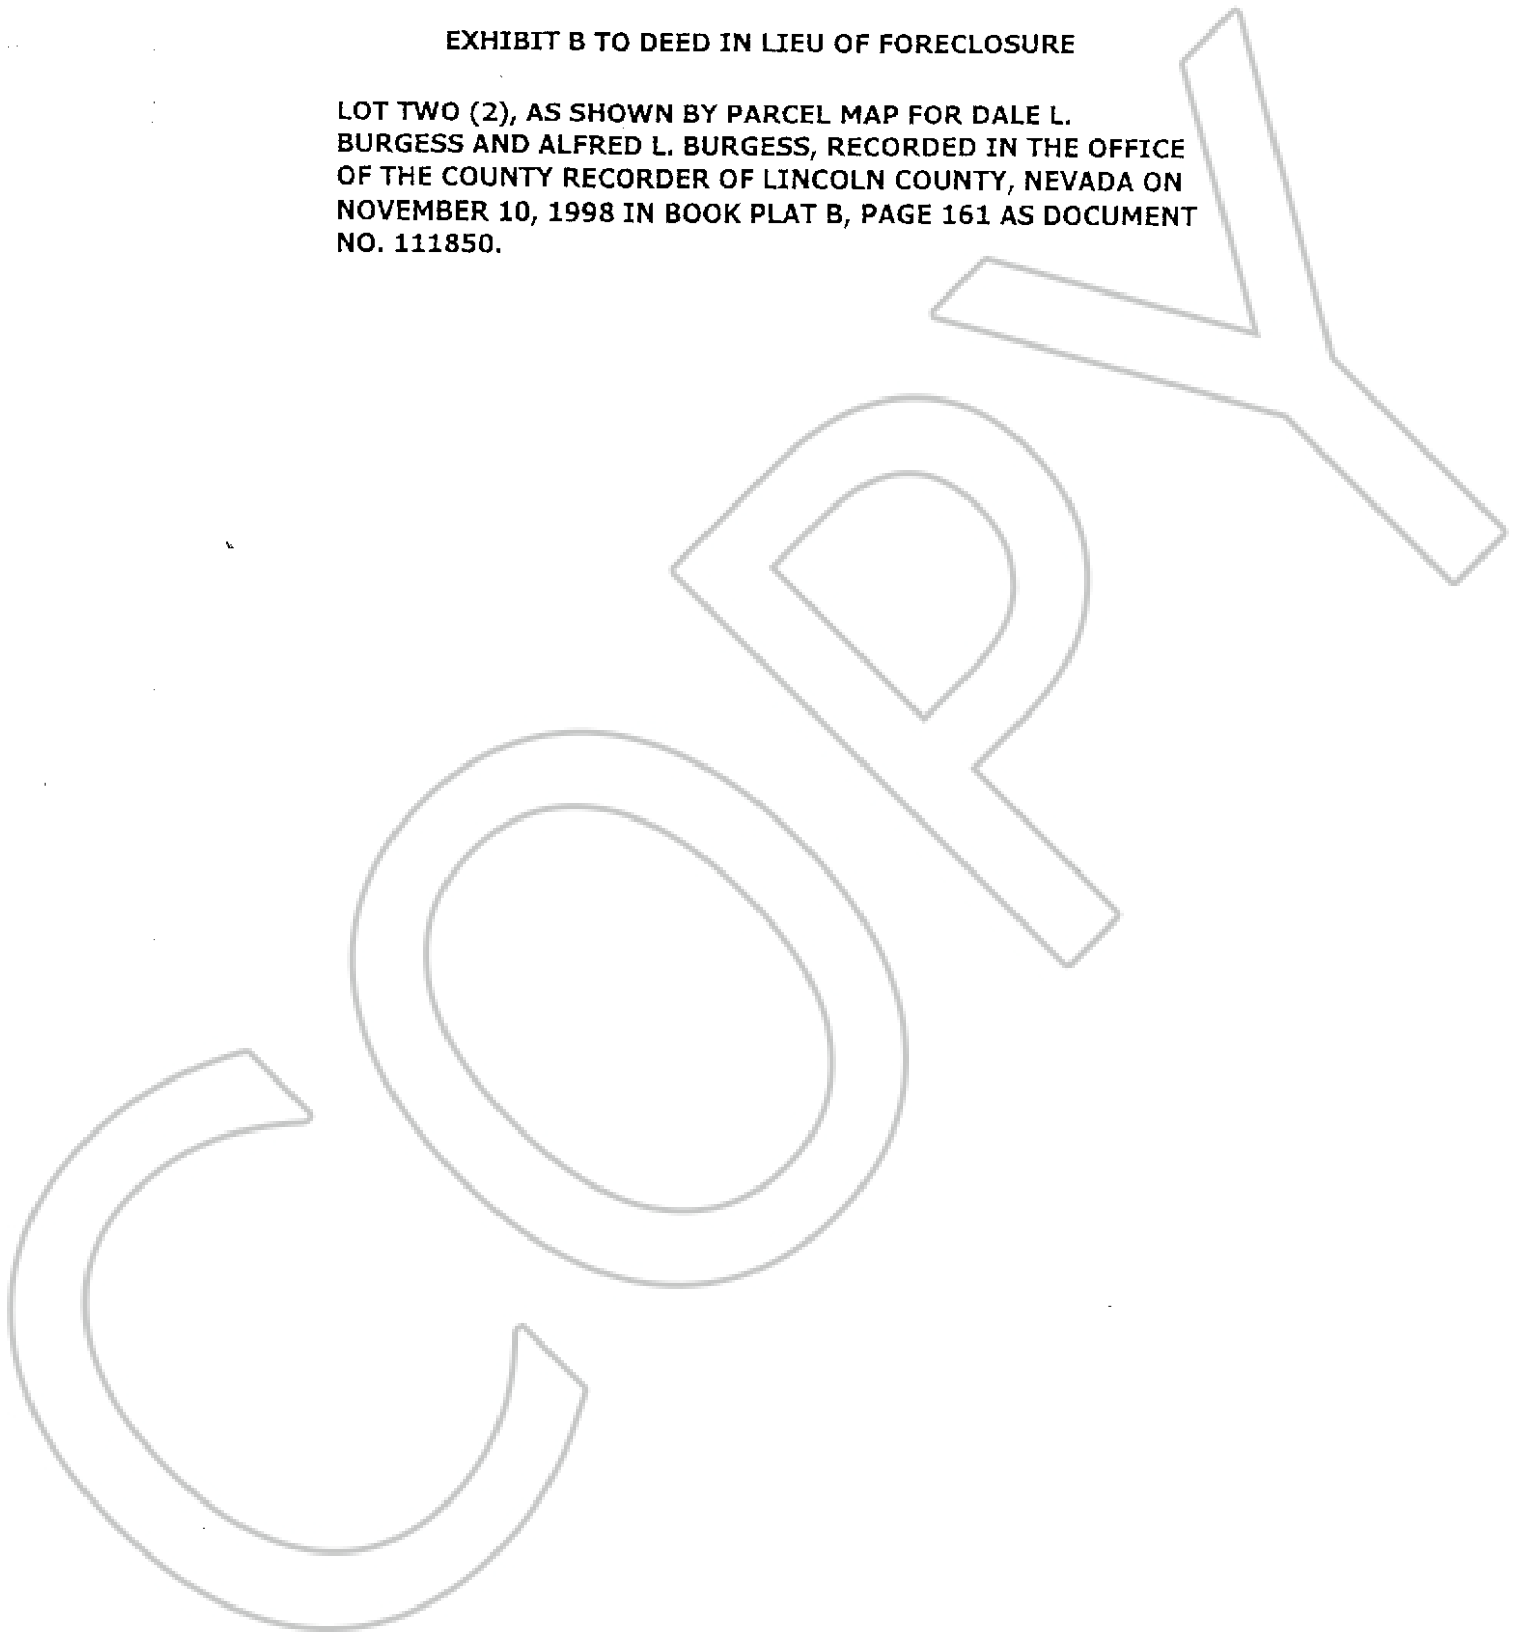 EXHIBIT B TO DEED IN LIEU OF FORECLOSURE
LOT TWO (2), AS SHOWN BY PARCEL MAP FOR DALE L.
BURGESS AND ALFRED L. BURGESS, RECORDED IN THE OFFICE
OF THE COUNTY RECORDER OF LINCOLN COUNTY, NEVADA ON
NOVEMBER 10, 1998 IN BOOK PLAT B, PAGE 161 AS DOCUMENT
NO. 111850.
COPY